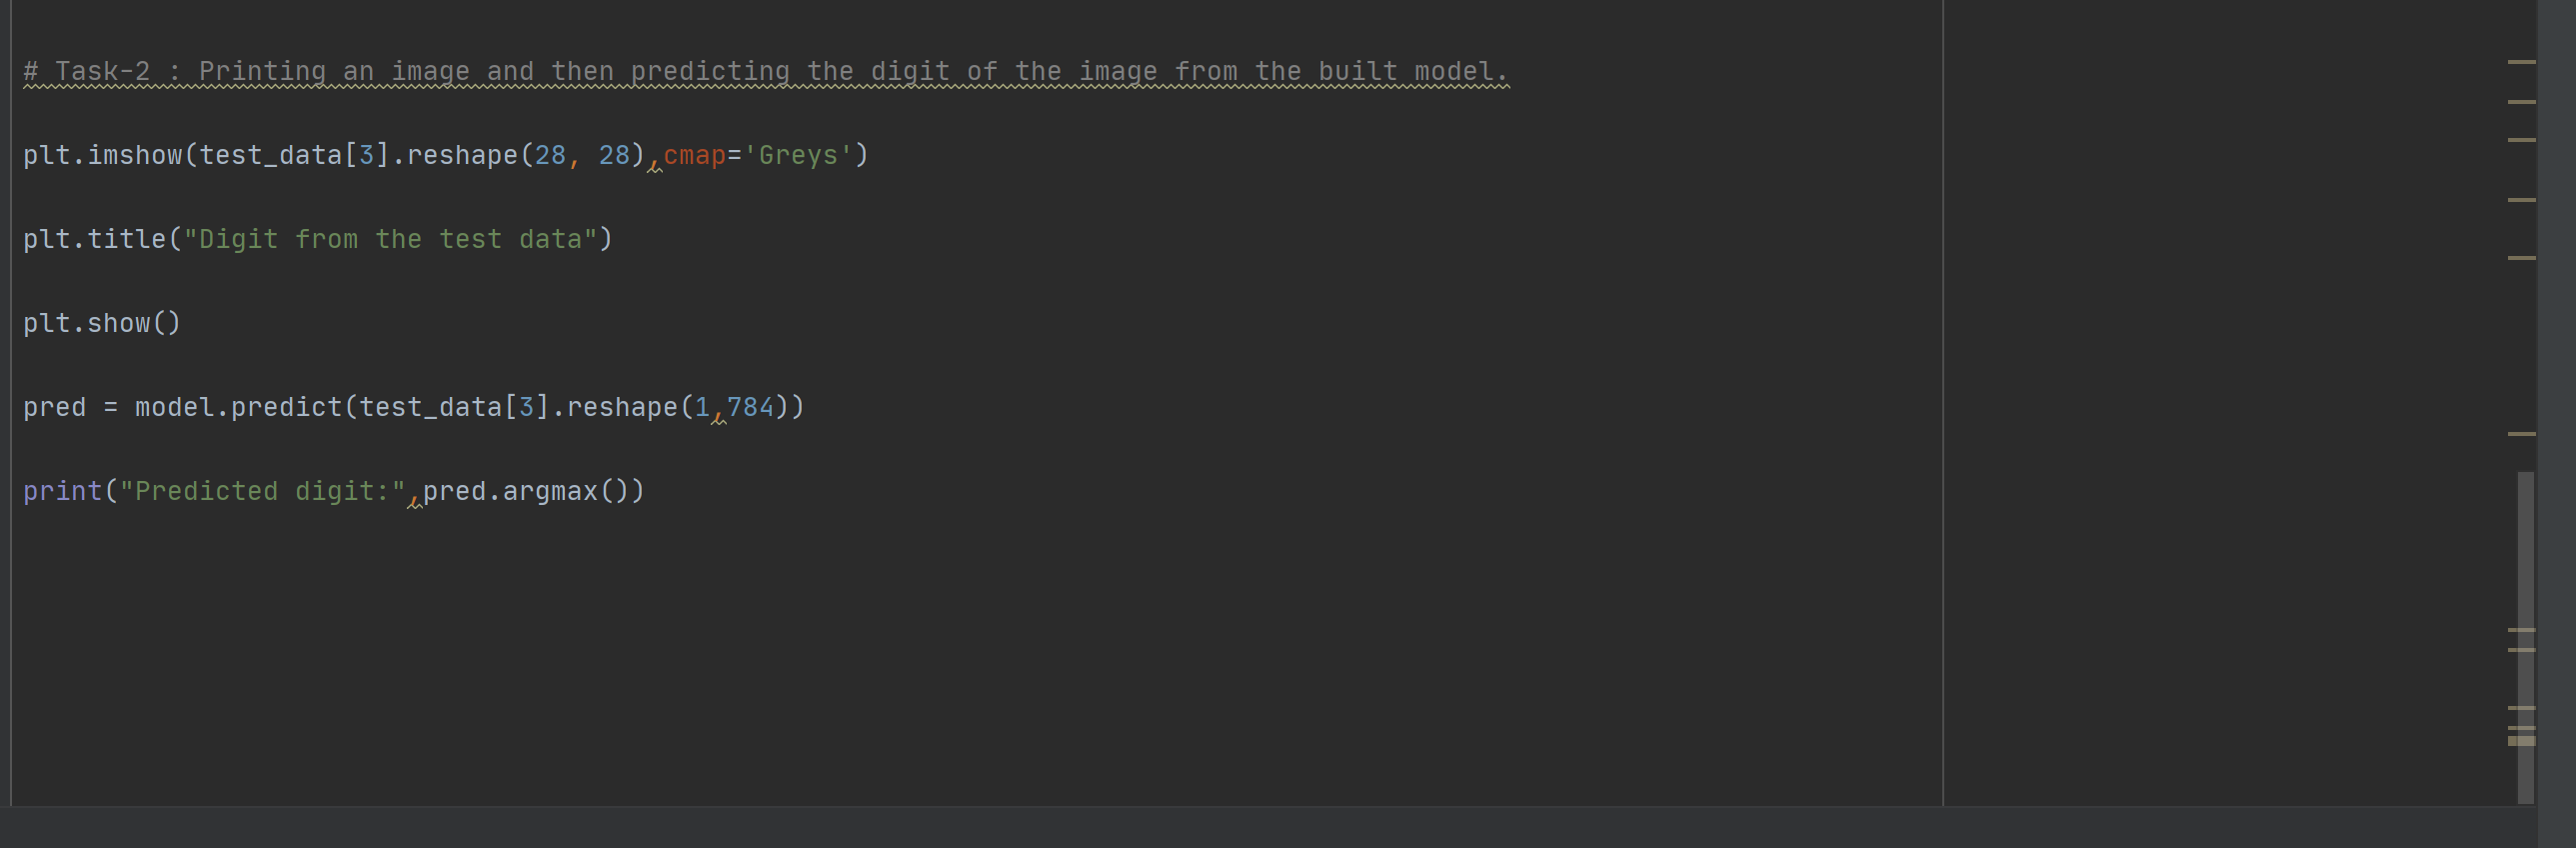 # Task-2 : Printing an image and then predicting the digit of the image from the built model.
plt.imshow(test_data[3].reshape(28, 28),cmap='Greys')
plt.title("Digit from the test data")
plt.show()
pred = model.predict(test_data[3].reshape(1,784))
print("Predicted digit:",pred.argmax())